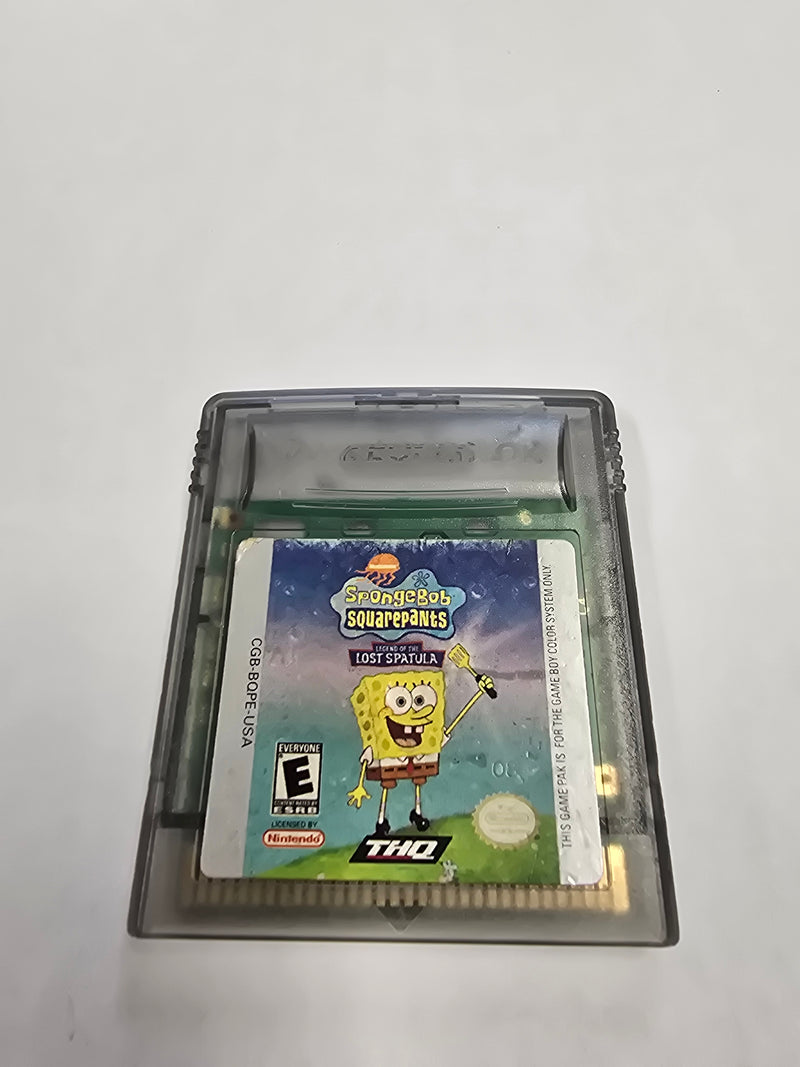 SPONGEBOB
SQUAREPANTS
LEGEND OF THE
LOST SPATULA
CGB-BQPE-USA
THIS GAME PAK IS FOR THE GAME BOY COLOR SYSTEM ONLY.
EVERYONE
E
CONTENT RATED BY
ESRB
LICENSED BY
Nintendo
THQ